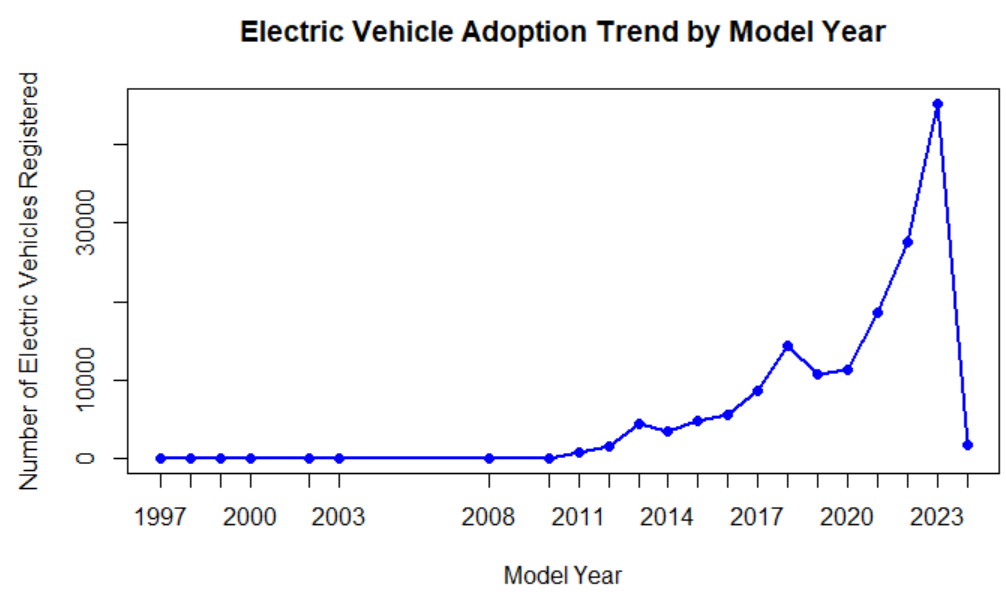 Electric Vehicle Adoption Trend by Model Year
Number of Electric Vehicles Registered
30000
10000
0
1997 2000 2003 2008 2011 2014 2017 2020 2023
Model Year